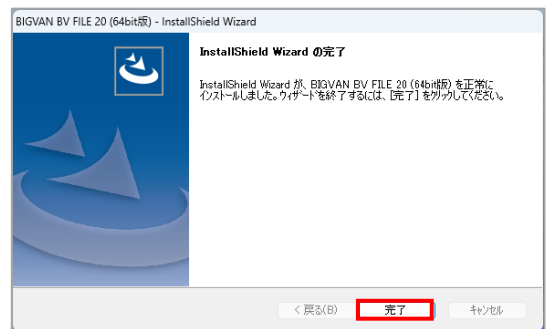 BIGVAN BV FILE 20 (64bit版) - InstallShield Wizard
InstallShield Wizard の完了
InstallShield Wizard が、BIGVAN BV FILE 20 (64bit版) を正常に
インストールしました。ウィザードを終了するには、[完了] をクリックしてください。
< 戻る(B)
完了
キャンセル